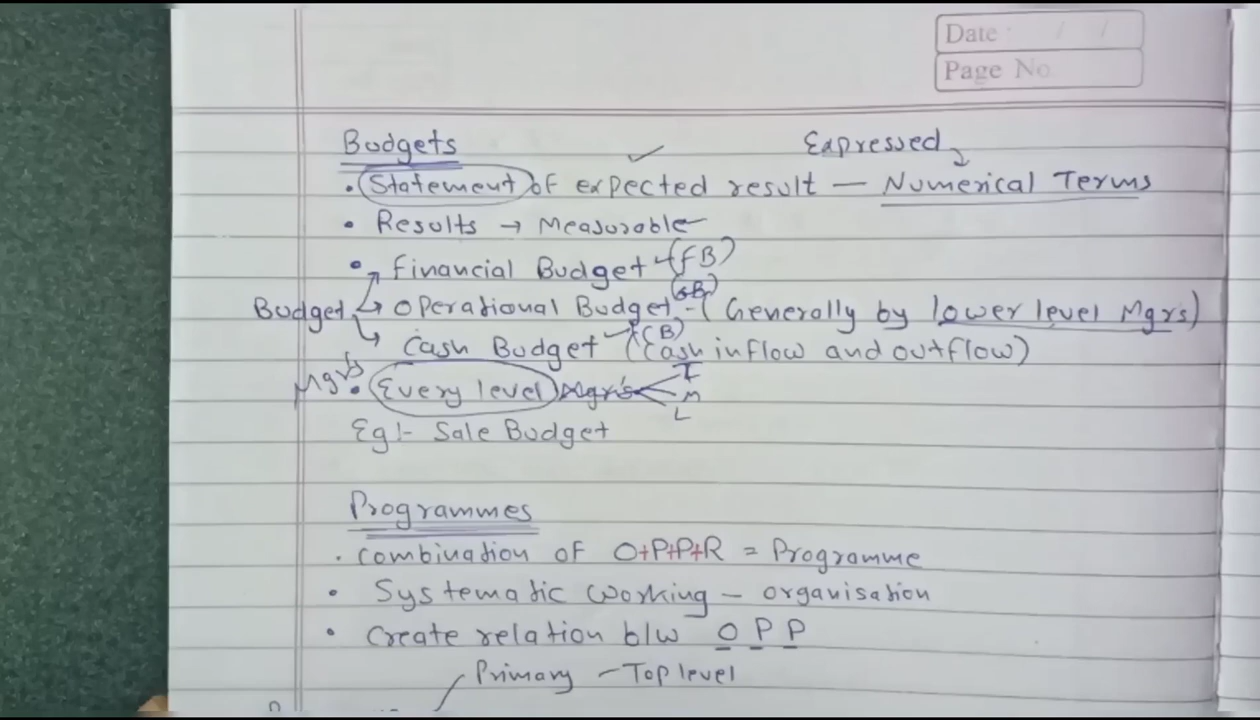 Date / /
Page No
Budgets Expressed
• Statement of expected result — Numerical Terms
• Results → Measurable
• Financial Budget (FB)
Budget → Operational Budget (OB) - (Generally by lower level Mgrs)
Cash Budget (CB) (Cash inflow and outflow)
Mgrs • Every level Mgrs T
M
L
Eg:- Sale Budget
Programmes
• Combination of O+P+P+R = Programme
• Systematic working — organisation
• Create relation b/w O P P
Primary — Top level